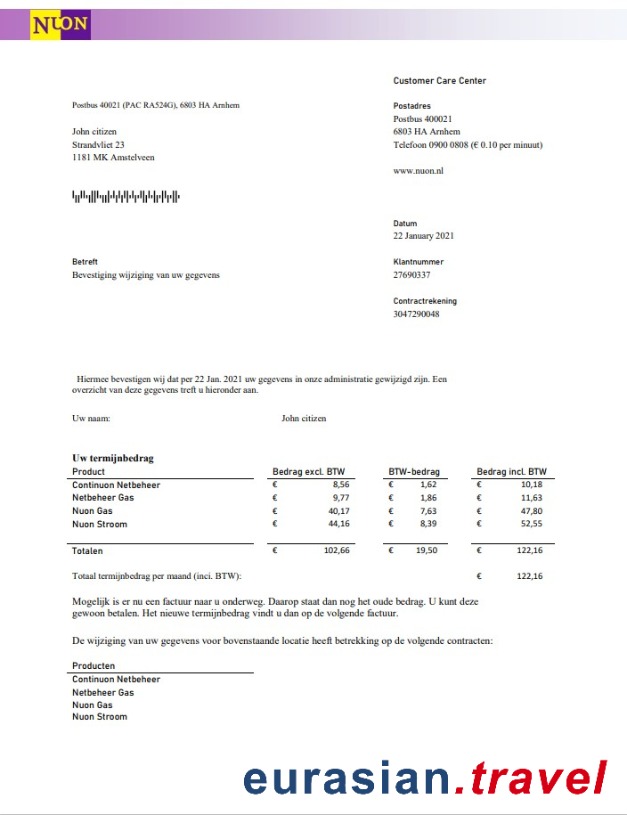 NUON
Customer Care Center
Postbus 40021 (PAC RA524G), 6803 HA Arnhem
Postadres
Postbus 400021
John citizen
6803 HA Arnhem
Strandvliet 23
Telefoon 0900 0808 (€ 0.10 per minuut)
1181 MK Amstelveen
www.nuon.nl
Datum
22 January 2021
Betreft
Klantnummer
Bevestiging wijziging van uw gegevens
27690337
Contractrekening
3047290048
Hiermee bevestigen wij dat per 22 Jan. 2021 uw gegevens in onze administratie gewijzigd zijn. Een
overzicht van deze gegevens treft u hieronder aan.
Uw naam: John citizen
Uw termijnbedrag
Product Bedrag excl. BTW BTW-bedrag Bedrag incl. BTW
Continuon Netbeheer € 8,56 € 1,62 € 10,18
Netbeheer Gas € 9,77 € 1,86 € 11,63
Nuon Gas € 40,17 € 7,63 € 47,80
Nuon Stroom € 44,16 € 8,39 € 52,55
Totalen € 102,66 € 19,50 € 122,16
Totaal termijnbedrag per maand (inci. BTW): € 122,16
Mogelijk is er nu een factuur naar u onderweg. Daarop staat dan nog het oude bedrag. U kunt deze
gewoon betalen. Het nieuwe termijnbedrag vindt u dan op de volgende factuur.
De wijziging van uw gegevens voor bovenstaande locatie heeft betrekking op de volgende contracten:
Producten
Continuon Netbeheer
Netbeheer Gas
Nuon Gas
Nuon Stroom
eurasian.travel